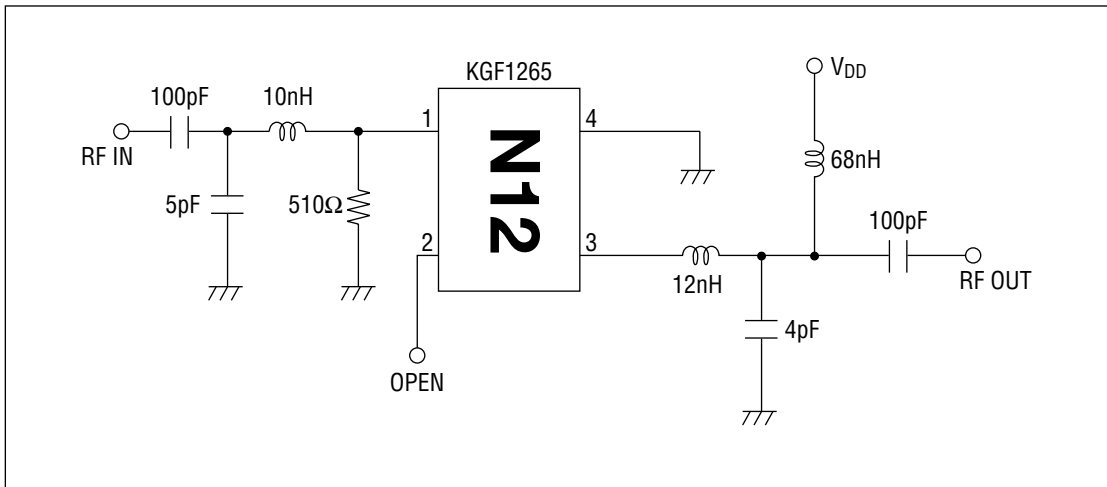 KGF1265
V_DD
100pF
10nH
1
4
RF IN
68nH
5pF
510Ω
N12
100pF
2
3
12nH
RF OUT
4pF
OPEN